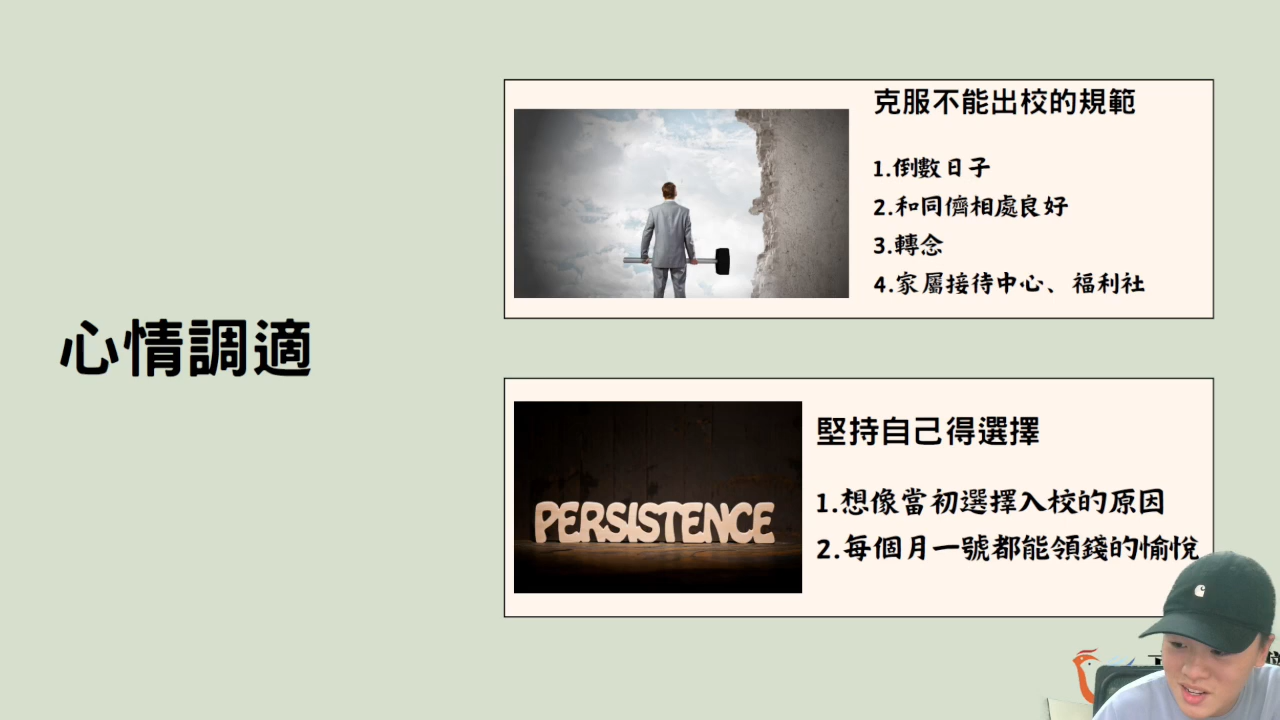 心情調適
克服不能出校的規範
1.倒數日子
2.和同儕相處良好
3.轉念
4.家屬接待中心、福利社
PERSISTENCE
堅持自己得選擇
1.想像當初選擇入校的原因
2.每個月一號都能領錢的愉悅